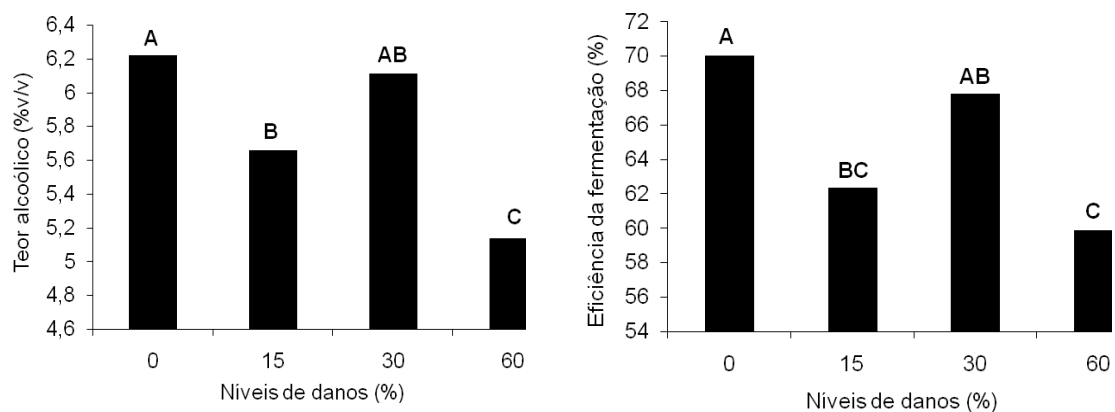 Teor alcoólico (%v/v)
6,4
6,2
6
5,8
5,6
5,4
5,2
5
4,8
4,6
A
B
AB
C
0 15 30 60
Níveis de danos (%)
Eficiência da fermentação (%)
72
70
68
66
64
62
60
58
56
54
A
BC
AB
C
0 15 30 60
Níveis de danos (%)